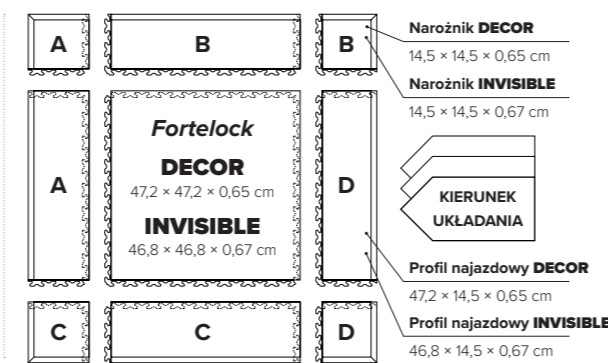 A
B
B
Narożnik DECOR
14,5 × 14,5 × 0,65 cm
Narożnik INVISIBLE
14,5 × 14,5 × 0,67 cm
A
Fortelock
DECOR
47,2 × 47,2 × 0,65 cm
INVISIBLE
46,8 × 46,8 × 0,67 cm
D
KIERUNEK
UKŁADANIA
Profil najazdowy DECOR
47,2 × 14,5 × 0,65 cm
Profil najazdowy INVISIBLE
46,8 × 14,5 × 0,67 cm
C
C
D